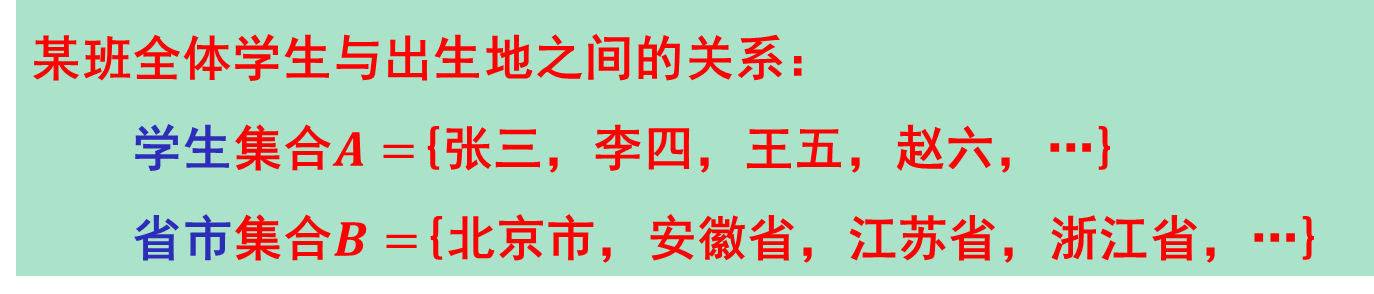 某班全体学生与出生地之间的关系：
学生集合A ={张三，李四，王五，赵六，⋯}
省市集合B ={北京市，安徽省，江苏省，浙江省，⋯}